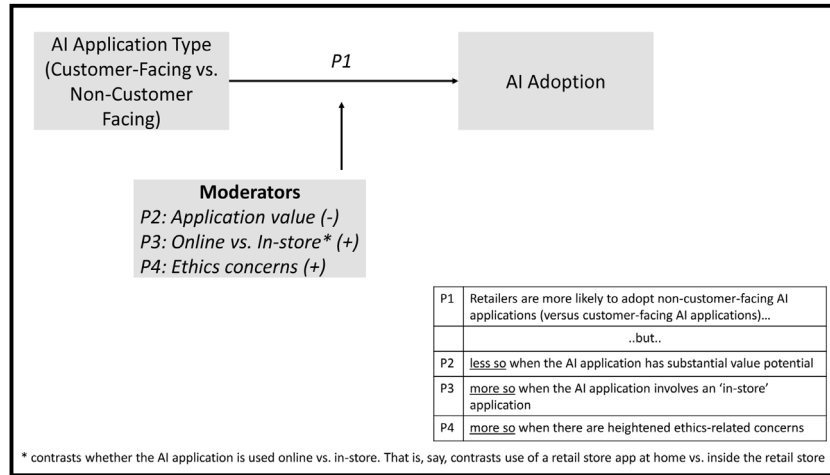 AI Application Type
(Customer-Facing vs.
Non-Customer
Facing)
P1
AI Adoption
Moderators
P2: Application value (-)
P3: Online vs. In-store* (+)
P4: Ethics concerns (+)
P1 Retailers are more likely to adopt non-customer-facing AI
applications (versus customer-facing AI applications)…
..but..
P2 less so when the AI application has substantial value potential
P3 more so when the AI application involves an ‘in-store’
application
P4 more so when there are heightened ethics-related concerns
* contrasts whether the AI application is used online vs. in-store. That is, say, contrasts use of a retail store app at home vs. inside the retail store